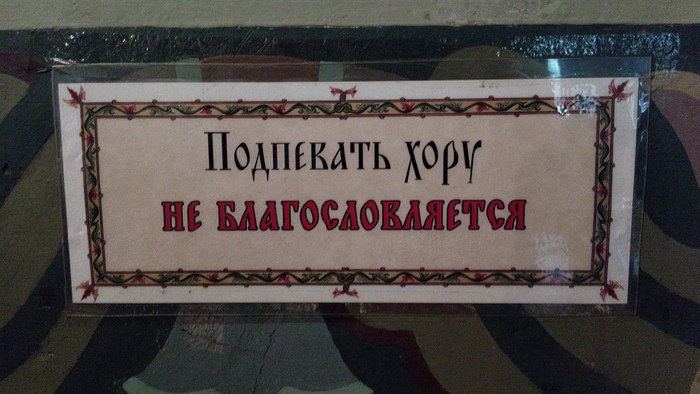 Подпевать хору
не благословляется